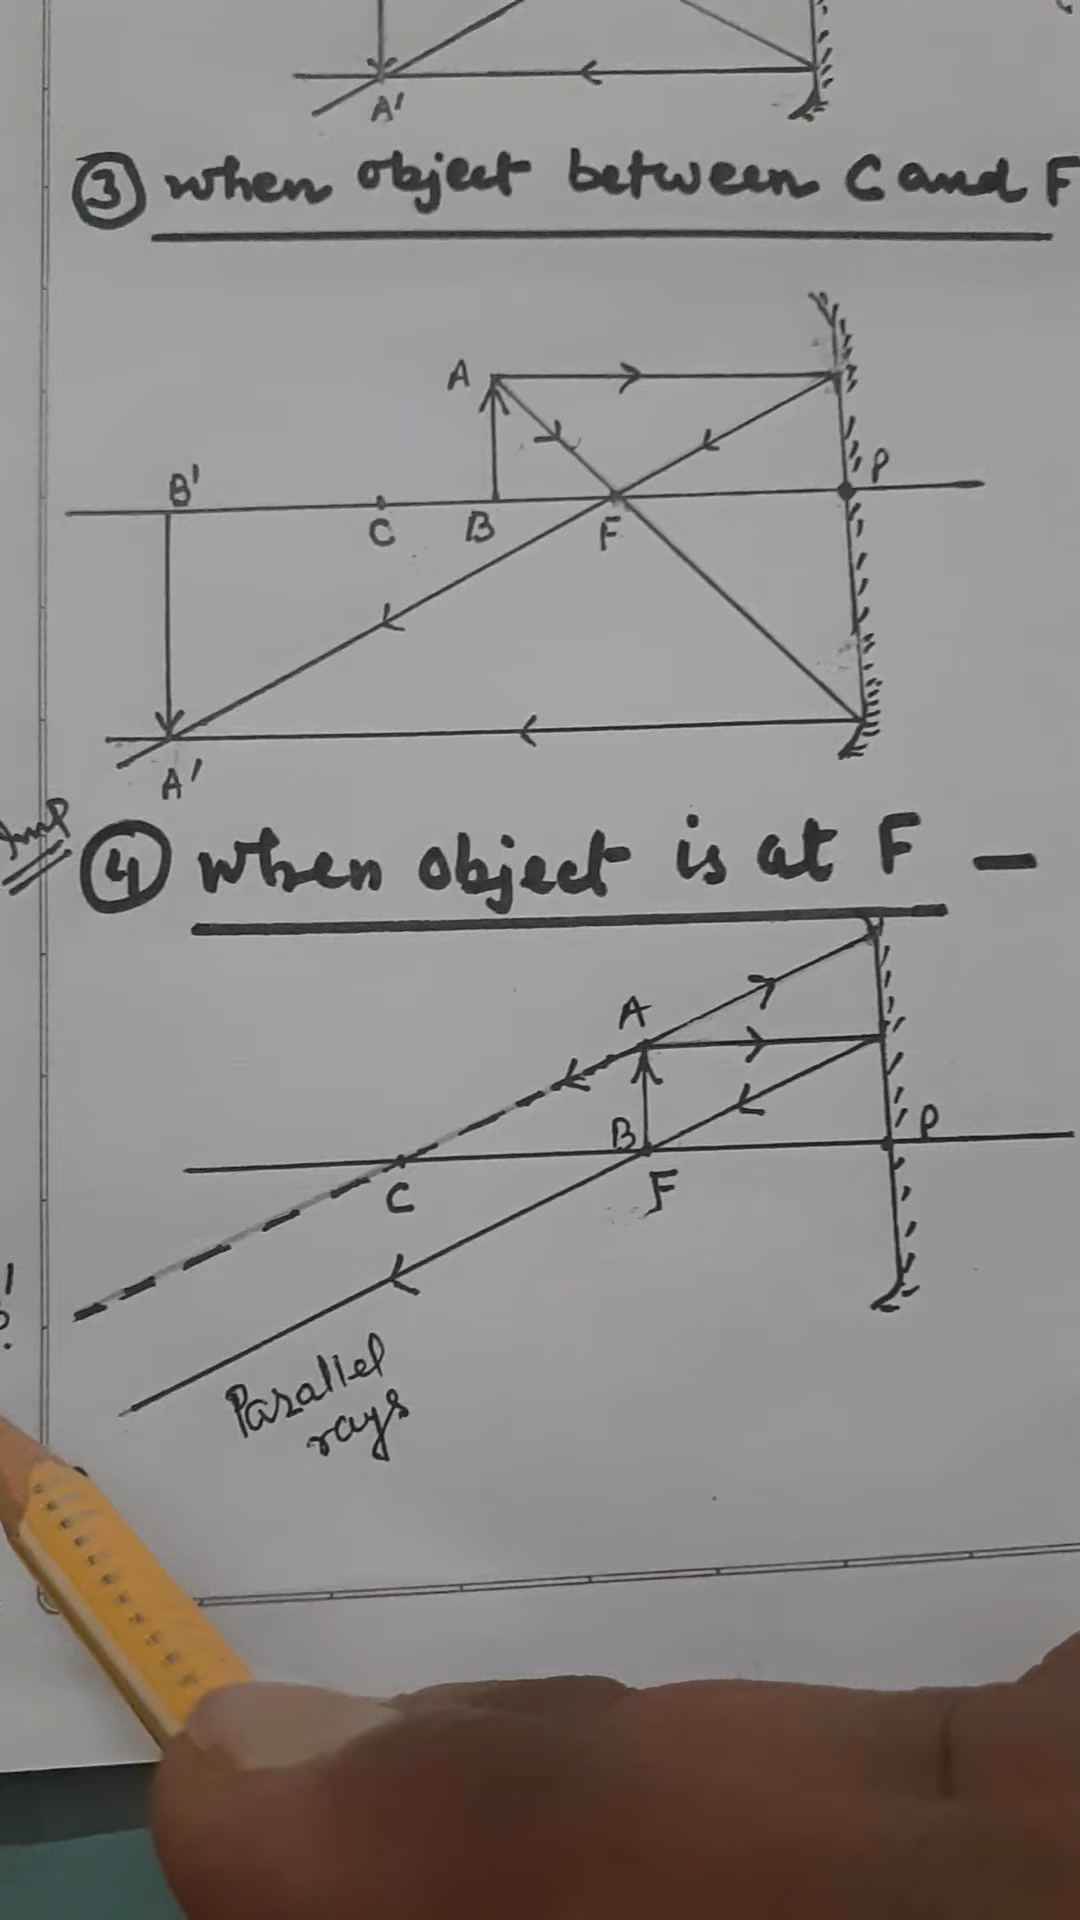 A'
③ when object between C and F
A
B'
P
C
B
F
A'
Imp
④ when object is at F –
A
B
P
C
F
Parallel
rays